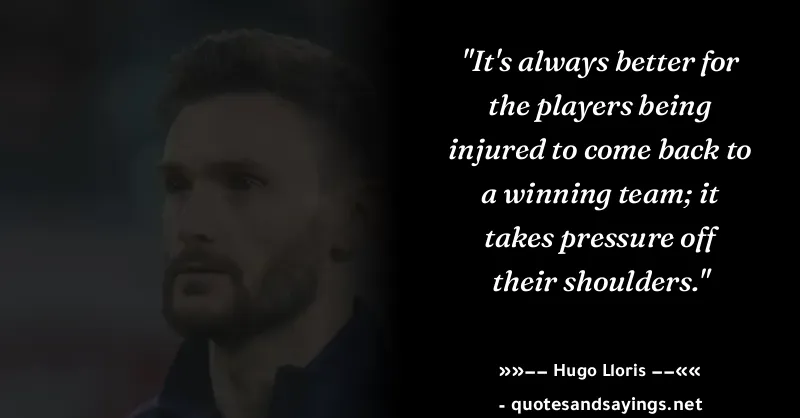 "It's always better for
the players being
injured to come back to
a winning team; it
takes pressure off
their shoulders."
»»–– Hugo Lloris ––««
- quotesandsayings.net